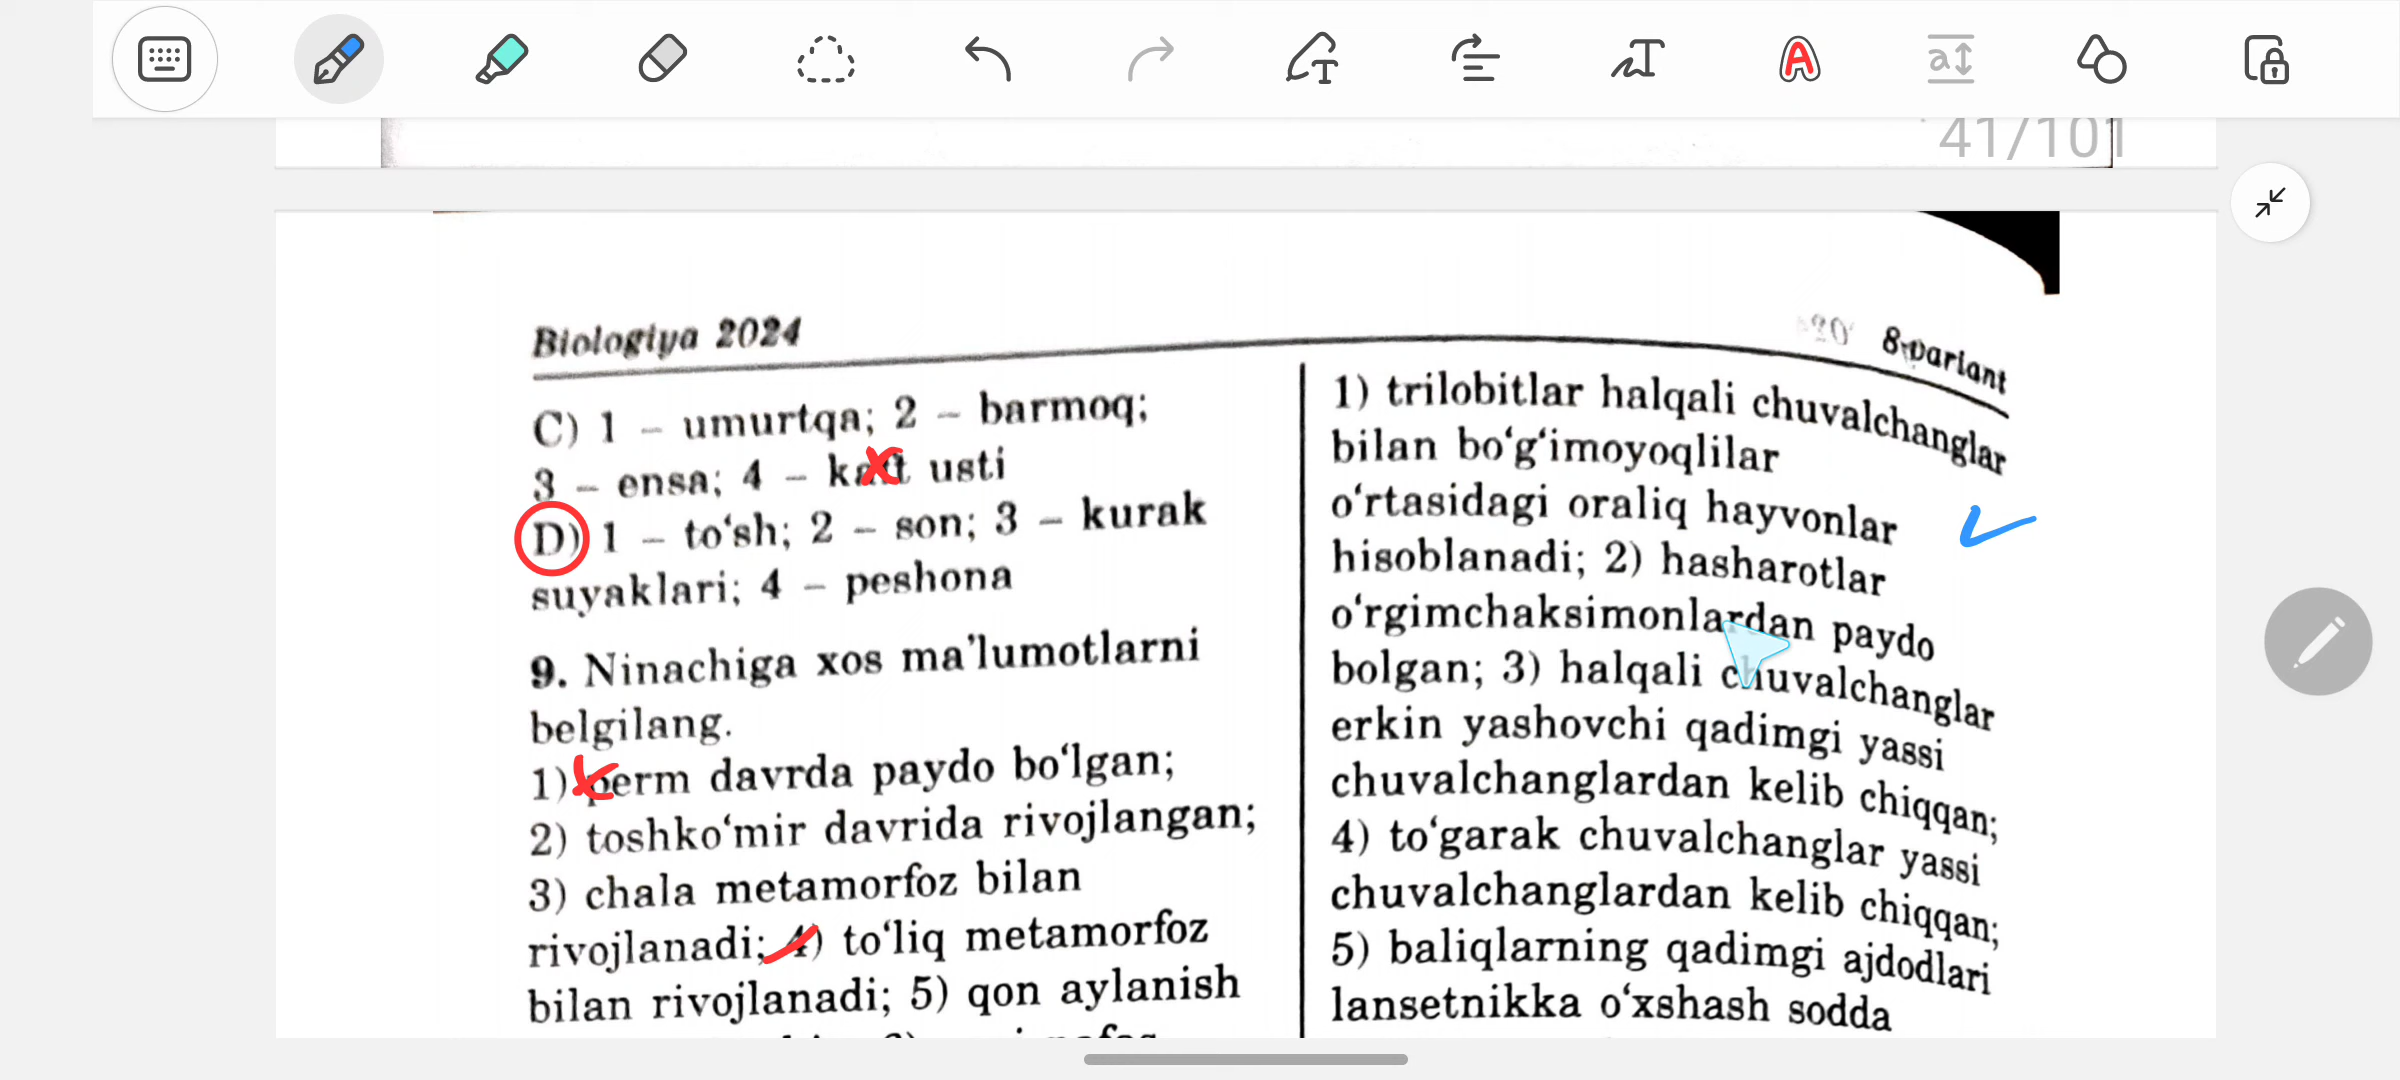 41/101
Biologiya 2024
8-variant
C) 1 – umurtqa; 2 – barmoq;
3 – ensa; 4 – kaft usti
D) 1 – to‘sh; 2 – son; 3 – kurak
suyaklari; 4 – peshona
9. Ninachiga xos ma’lumotlarni
belgilang.
1) perm davrda paydo bo‘lgan;
2) toshko‘mir davrida rivojlangan;
3) chala metamorfoz bilan
rivojlanadi; 4) to‘liq metamorfoz
bilan rivojlanadi; 5) qon aylanish
1) trilobitlar halqali chuvalchanglar
bilan bo‘g‘imoyoqlilar
o‘rtasidagi oraliq hayvonlar
hisoblanadi; 2) hasharotlar
o‘rgimchaksimonlardan paydo
bolgan; 3) halqali chuvalchanglar
erkin yashovchi qadimgi yassi
chuvalchanglardan kelib chiqqan;
4) to‘garak chuvalchanglar yassi
chuvalchanglardan kelib chiqqan;
5) baliqlarning qadimgi ajdodlari
lansetnikka o‘xshash sodda